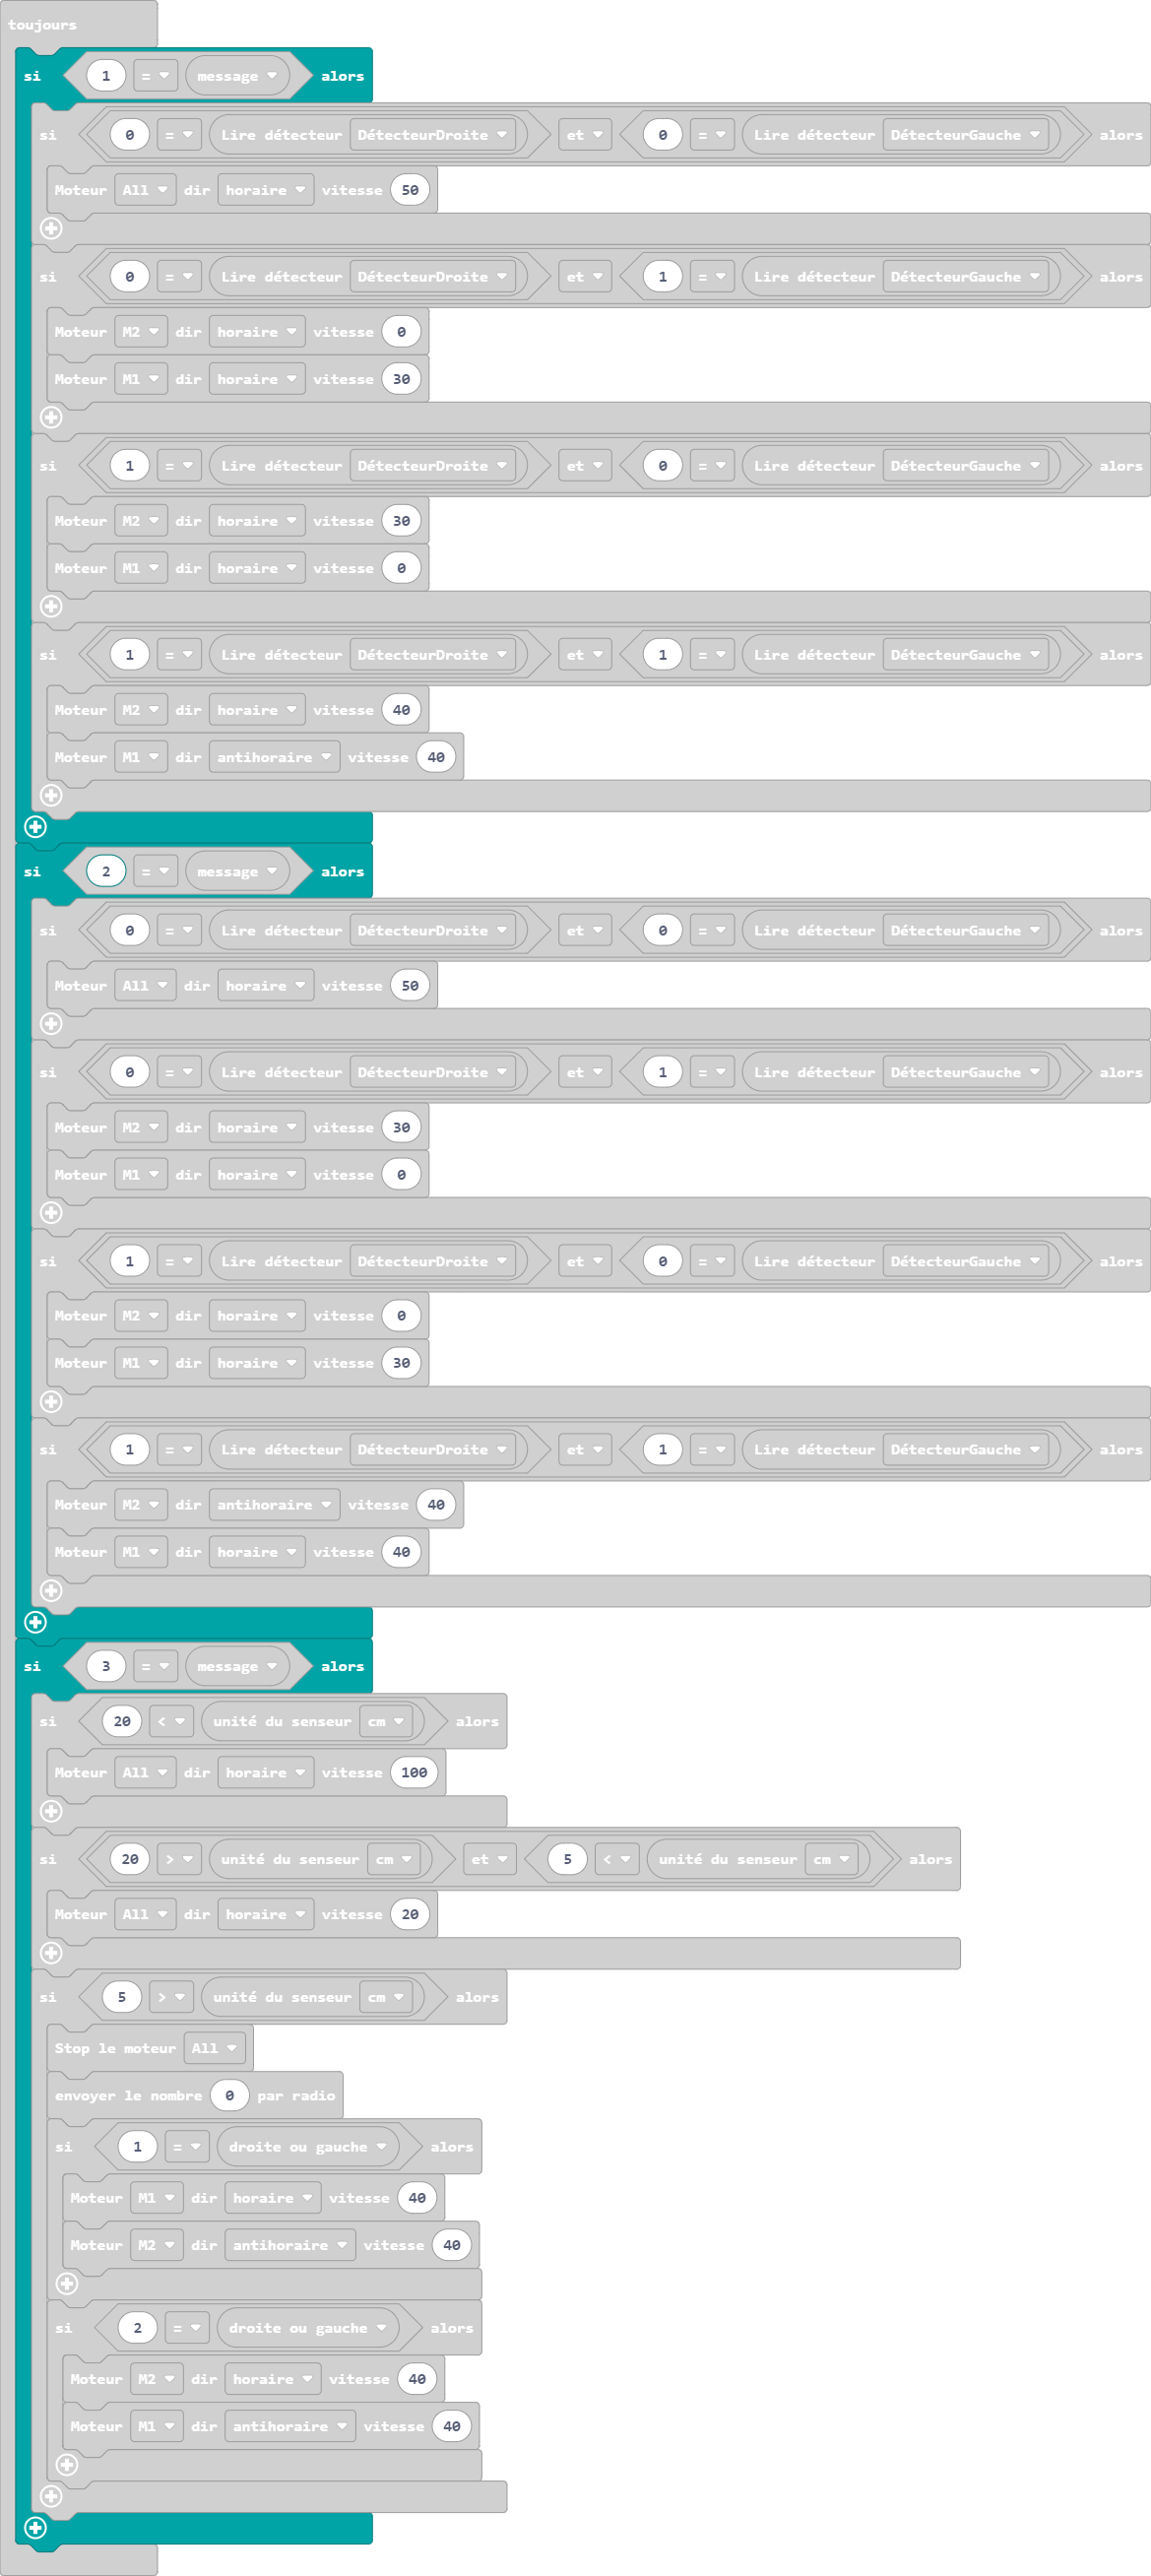 toujours
si 1 = message alors
si 0 = Lire détecteur DétecteurDroite et 0 = Lire détecteur DétecteurGauche alors
Moteur All dir horaire vitesse 50
si 0 = Lire détecteur DétecteurDroite et 1 = Lire détecteur DétecteurGauche alors
Moteur M2 dir horaire vitesse 0
Moteur M1 dir horaire vitesse 30
si 1 = Lire détecteur DétecteurDroite et 0 = Lire détecteur DétecteurGauche alors
Moteur M2 dir horaire vitesse 30
Moteur M1 dir horaire vitesse 0
si 1 = Lire détecteur DétecteurDroite et 1 = Lire détecteur DétecteurGauche alors
Moteur M2 dir horaire vitesse 40
Moteur M1 dir antihoraire vitesse 40
si 2 = message alors
si 0 = Lire détecteur DétecteurDroite et 0 = Lire détecteur DétecteurGauche alors
Moteur All dir horaire vitesse 50
si 0 = Lire détecteur DétecteurDroite et 1 = Lire détecteur DétecteurGauche alors
Moteur M2 dir horaire vitesse 30
Moteur M1 dir horaire vitesse 0
si 1 = Lire détecteur DétecteurDroite et 0 = Lire détecteur DétecteurGauche alors
Moteur M2 dir horaire vitesse 0
Moteur M1 dir horaire vitesse 30
si 1 = Lire détecteur DétecteurDroite et 1 = Lire détecteur DétecteurGauche alors
Moteur M2 dir antihoraire vitesse 40
Moteur M1 dir horaire vitesse 40
si 3 = message alors
si 20 < unité du senseur cm alors
Moteur All dir horaire vitesse 100
si 20 > unité du senseur cm et 5 < unité du senseur cm alors
Moteur All dir horaire vitesse 20
si 5 > unité du senseur cm alors
Stop le moteur All
envoyer le nombre 0 par radio
si 1 = droite ou gauche alors
Moteur M1 dir horaire vitesse 40
Moteur M2 dir antihoraire vitesse 40
si 2 = droite ou gauche alors
Moteur M2 dir horaire vitesse 40
Moteur M1 dir antihoraire vitesse 40